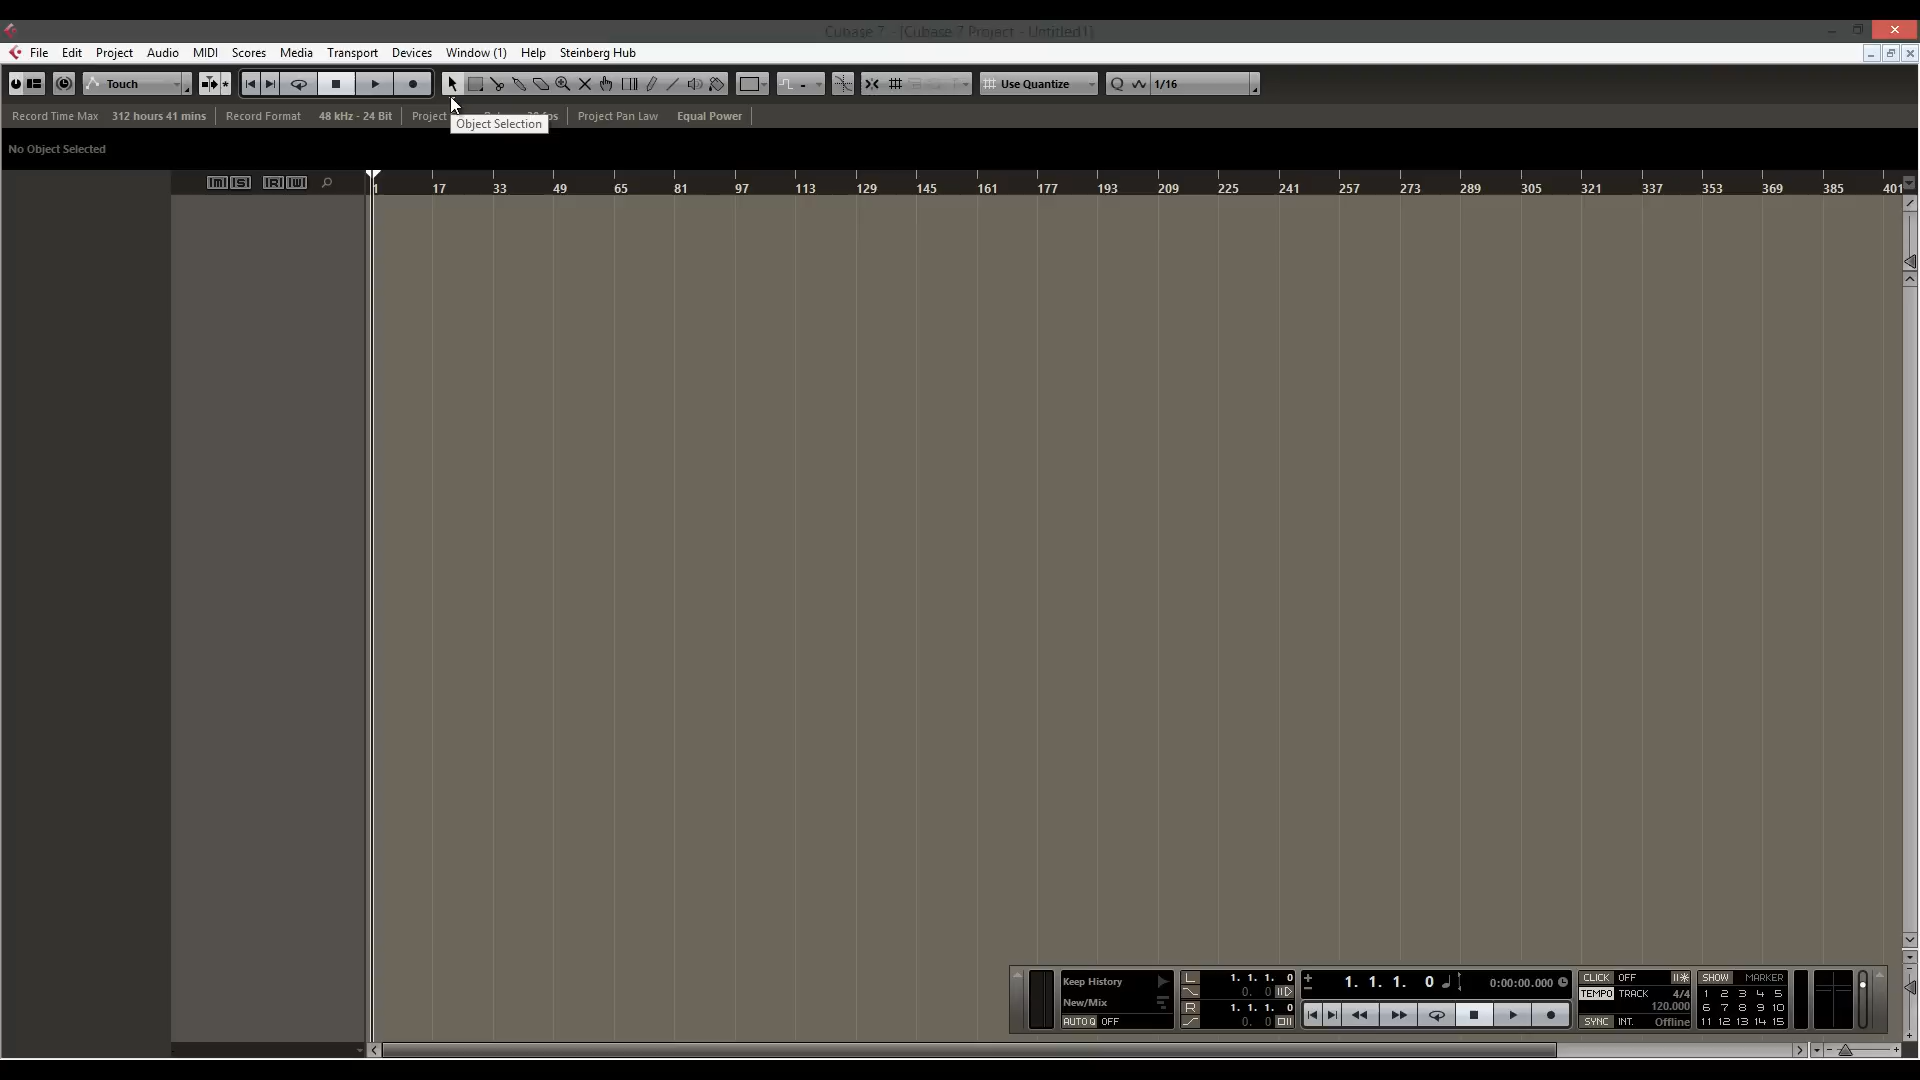 Cubase 7 - [Cubase 7 Project - Untitled1]
File Edit Project Audio MIDI Scores Media Transport Devices Window (1) Help Steinberg Hub
Touch Use Quantize 1/16
Record Time Max 312 hours 41 mins Record Format 48 kHz - 24 Bit Project Project Pan Law Equal Power
Object Selection
No Object Selected
M S R W
1 17 33 49 65 81 97 113 129 145 161 177 193 209 225 241 257 273 289 305 321 337 353 369 385 401
Keep History
New/Mix
AUTO Q OFF
L 1. 1. 1. 0
0. 0
R 1. 1. 1. 0
0. 0
1. 1. 1. 0 0:00:00.000
CLICK OFF
TEMPO TRACK 4/4
120.000
SYNC INT. Offline
SHOW MARKER
1 2 3 4 5
6 7 8 9 10
11 12 13 14 15